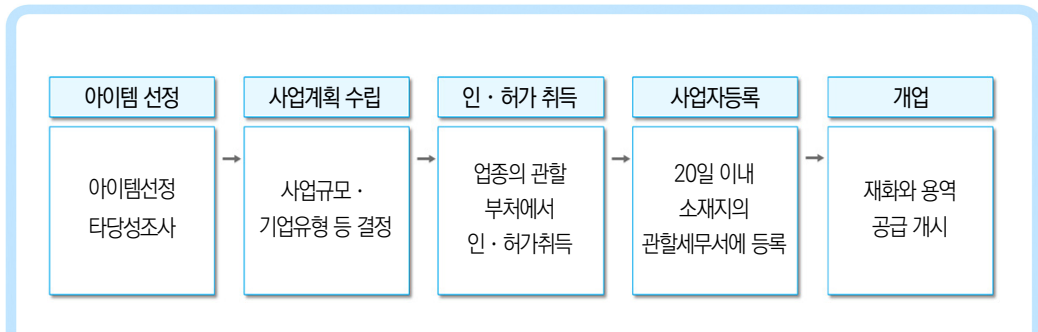 아이템 선정
아이템선정
타당성조사
→
사업계획 수립
사업규모 ·
기업유형 등 결정
→
인 · 허가 취득
업종의 관할
부처에서
인 · 허가취득
→
사업자등록
20일 이내
소재지의
관할세무서에 등록
→
개업
재화와 용역
공급 개시